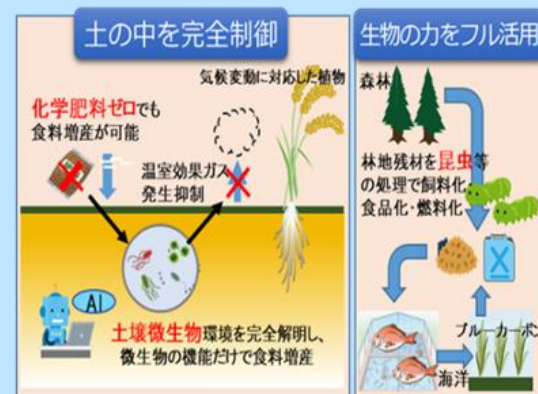 土の中を完全制御
気候変動に対応した植物
化学肥料ゼロでも
食料増産が可能
温室効果ガス
発生抑制
AI
土壌微生物環境を完全解明し、
微生物の機能だけで食料増産
生物の力をフル活用
森林
林地残材を昆虫等
の処理で飼料化・
食品化・燃料化
ブルーカーボン
海洋